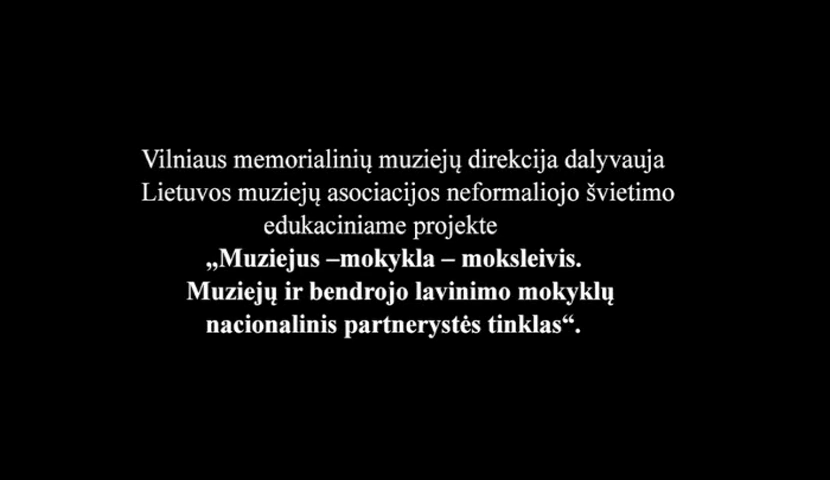 Vilniaus memorialinių muziejų direkcija dalyvauja
Lietuvos muziejų asociacijos neformaliojo švietimo
edukaciniame projekte
„Muziejus –mokykla – moksleivis.
Muziejų ir bendrojo lavinimo mokyklų
nacionalinis partnerystės tinklas“.